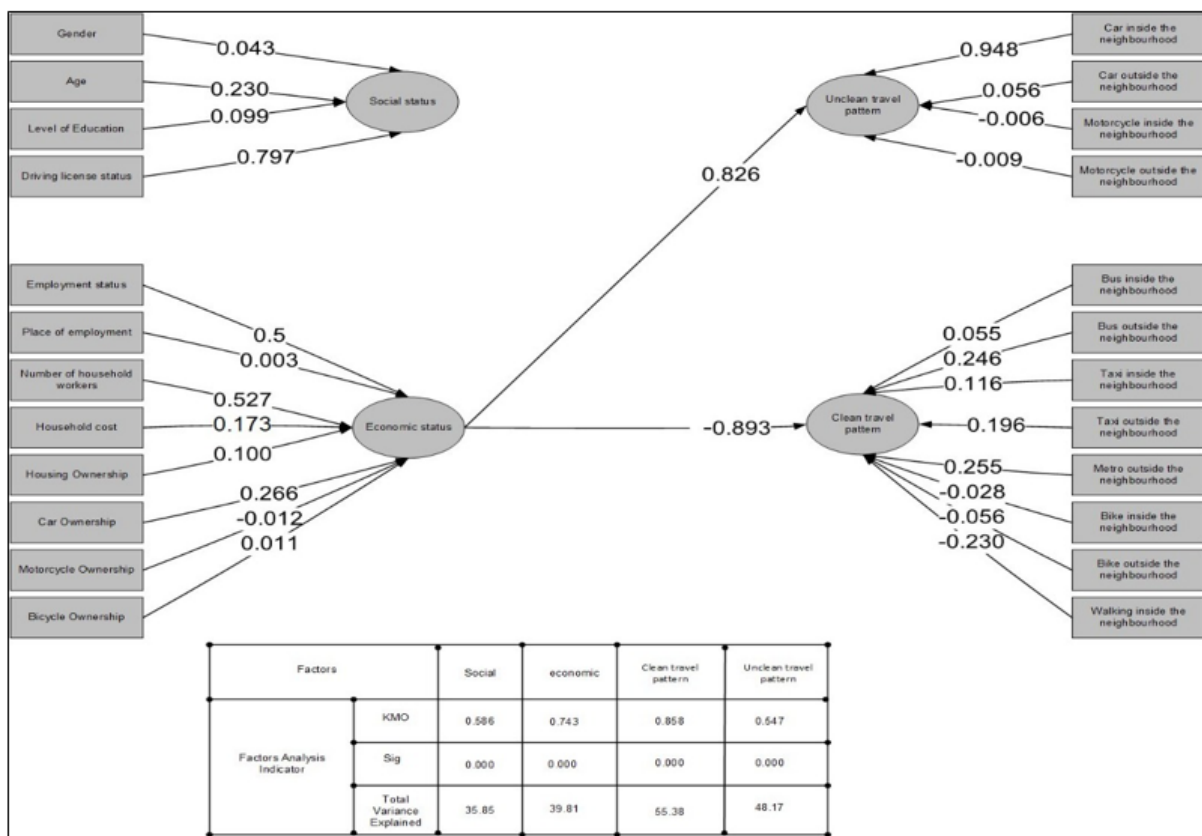 Gender
Age
Level of Education
Driving license status
0.043
0.230
0.099
0.797
Social status
Employment status
Place of employment
Number of household
workers
Household cost
Housing Ownership
Car Ownership
Motorcycle Ownership
Bicycle Ownership
0.5
0.003
0.527
0.173
0.100
0.266
-0.012
0.011
Economic status
0.826
-0.893
Unclean travel
pattern
0.948
0.056
-0.006
-0.009
Car inside the
neighbourhood
Car outside the
neighbourhood
Motorcycle inside the
neighbourhood
Motorcycle outside the
neighbourhood
Clean travel
pattern
0.055
0.246
0.116
0.196
0.255
-0.028
-0.056
-0.230
Bus inside the
neighbourhood
Bus outside the
neighbourhood
Taxi inside the
neighbourhood
Taxi outside the
neighbourhood
Metro outside the
neighbourhood
Bike inside the
neighbourhood
Bike outside the
neighbourhood
Walking inside the
neighbourhood
Factors
Social
economic
Clean travel
pattern
Unclean travel
pattern
Factors Analysis
Indicator
KMO
0.586
0.743
0.858
0.547
Sig
0.000
0.000
0.000
0.000
Total
Variance
Explained
35.85
39.81
55.38
48.17